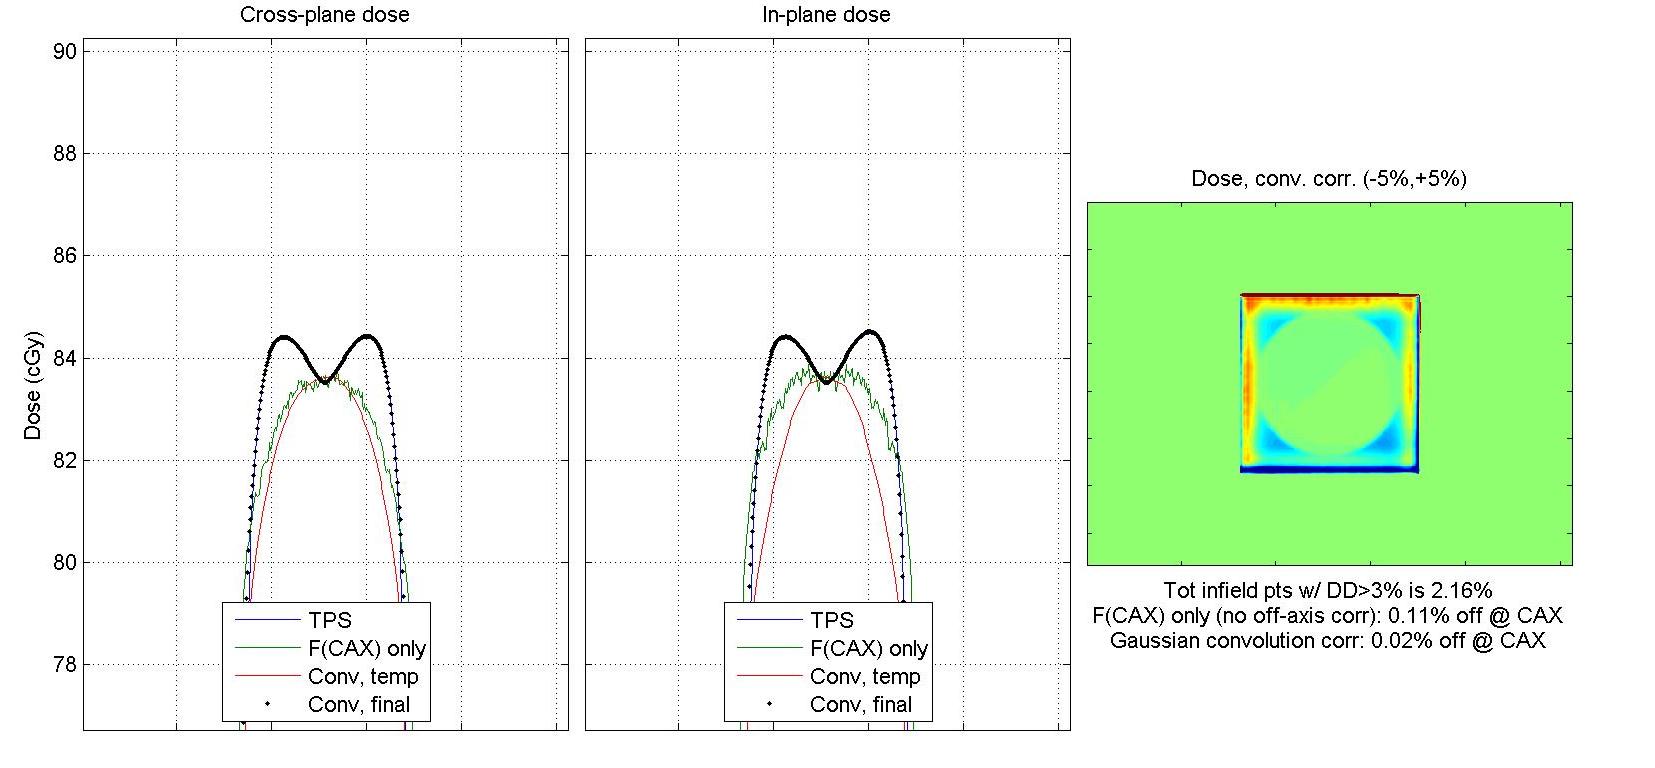 Cross-plane dose
In-plane dose
90
88
86
84
82
80
78
Dose (cGy)
TPS
F(CAX) only
Conv, temp
Conv, final
TPS
F(CAX) only
Conv, temp
Conv, final
Dose, conv. corr. (-5%,+5%)
Tot infield pts w/ DD>3% is 2.16%
F(CAX) only (no off-axis corr): 0.11% off @ CAX
Gaussian convolution corr: 0.02% off @ CAX